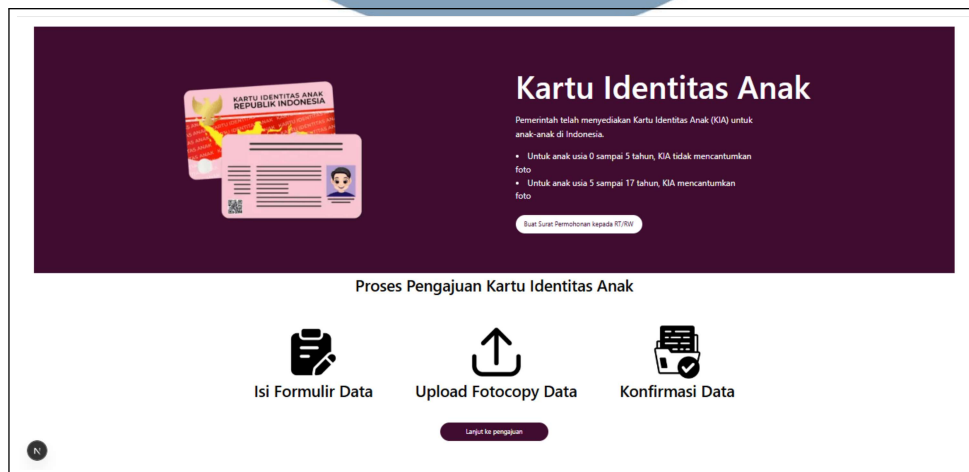 KARTU IDENTITAS ANAK
REPUBLIK INDONESIA
Kartu Identitas Anak
Pemerintah telah menyediakan Kartu Identitas Anak (KIA) untuk
anak-anak di Indonesia.
• Untuk anak usia 0 sampai 5 tahun, KIA tidak mencantumkan
foto
• Untuk anak usia 5 sampai 17 tahun, KIA mencantumkan
foto
Buat Surat Permohonan kepada RT/RW
Proses Pengajuan Kartu Identitas Anak
Isi Formulir Data
Upload Fotocopy Data
Konfirmasi Data
Lanjut ke pengajuan
N